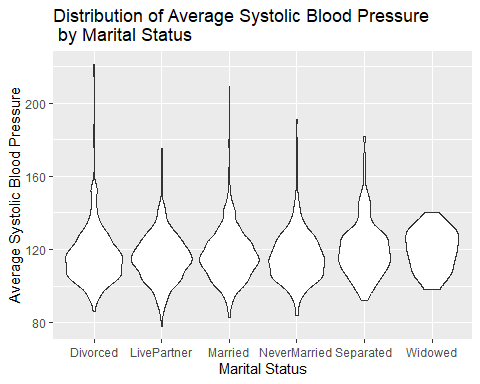 Distribution of Average Systolic Blood Pressure
by Marital Status
Average Systolic Blood Pressure
200
160
120
80
Divorced LivePartner Married NeverMarried Separated Widowed
Marital Status